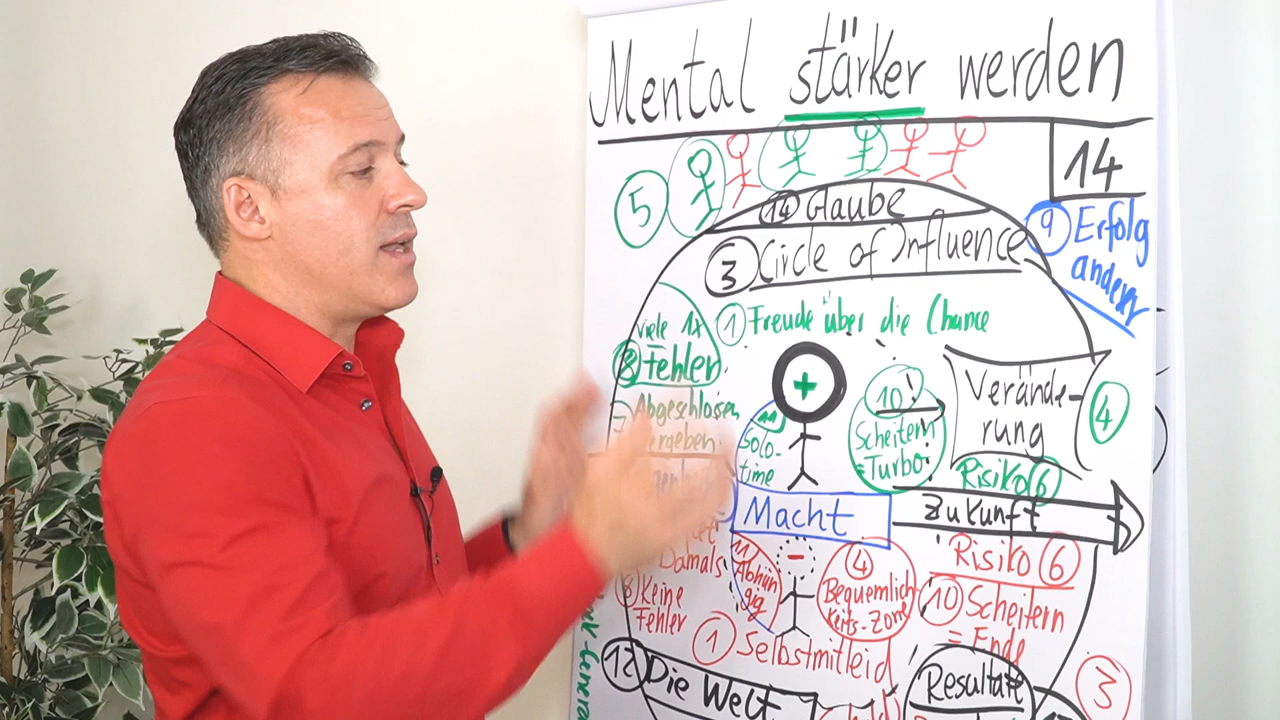 Mental stärker werden
14
5
14 Glaube
9 Erfolg
anderer
3 Circle of Influence
1 Freude über die Chance
viele 1x
8 Fehler
+
10!
Scheitern
=Turbo
Verände-
rung
4
Abgeschlossen
11
Solo-
time
Risiko 6
Macht
Zukunft
Damals
11
Abhän
gig
4
Bequemlich
keits-Zone
Risiko 6
10 Scheitern
= Ende
8 Keine
Fehler
1 Selbstmitleid
12 Die Welt
Resultate
3